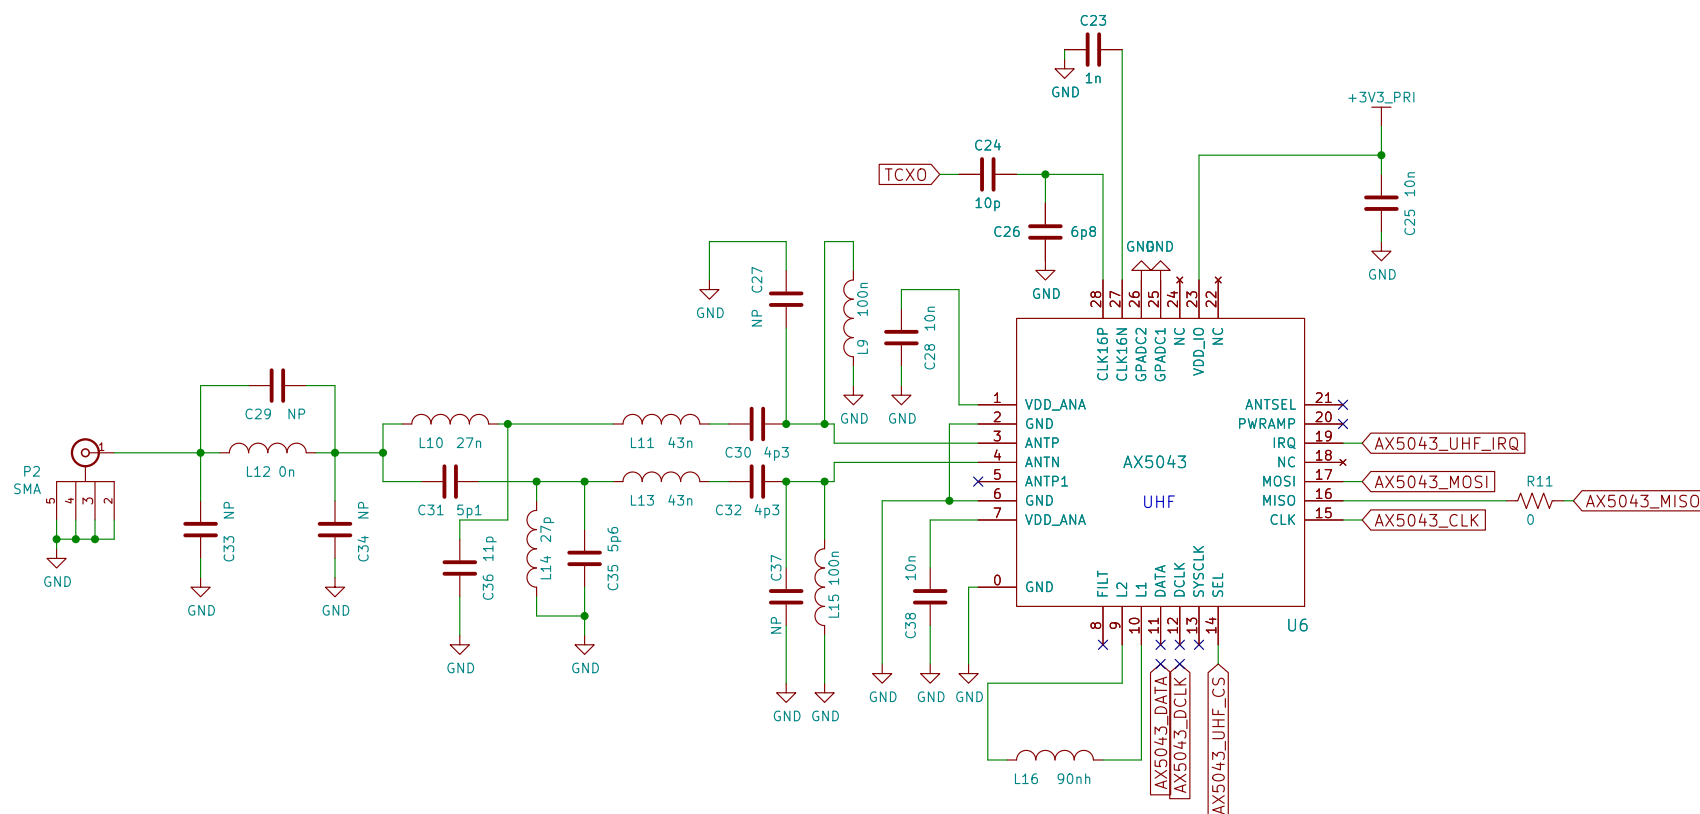 C23
1n
GND
+3V3_PRI
C24
TCXO
10p
C26 6p8
GND
C25 10n
GND
GND GND
C27
NP
GND
100n
L9
GND
C28 10n
GND
28 27 26 25 24 23 22
CLK16P CLK16N GPADC2 GPADC1 NC VDD_IO NC
C29 NP
1 VDD_ANA
2 GND
3 ANTP
4 ANTN
5 ANTP1
6 GND
7 VDD_ANA
0 GND
AX5043
UHF
U6
ANTSEL 21
PWRAMP 20
IRQ 19 AX5043_UHF_IRQ
NC 18
MOSI 17 AX5043_MOSI
MISO 16 AX5043_MISO
CLK 15 AX5043_CLK
R11
0
P2
SMA
1
5 4 3 2
GND
L12 0n
L10 27n
L11 43n
C30 4p3
C31 5p1
L13 43n
C32 4p3
C33 NP
GND
C34 NP
GND
C36 11p
GND
L14 27p
C35 5p6
GND
C37
NP
GND
L15 100n
GND
GND
C38 10n
GND
GND
FILT L2 L1 DATA DCLK SYSCLK SEL
8 9 10 11 12 13 14
L16 90nh
AX5043_DATA
AX5043_DCLK
AX5043_UHF_CS